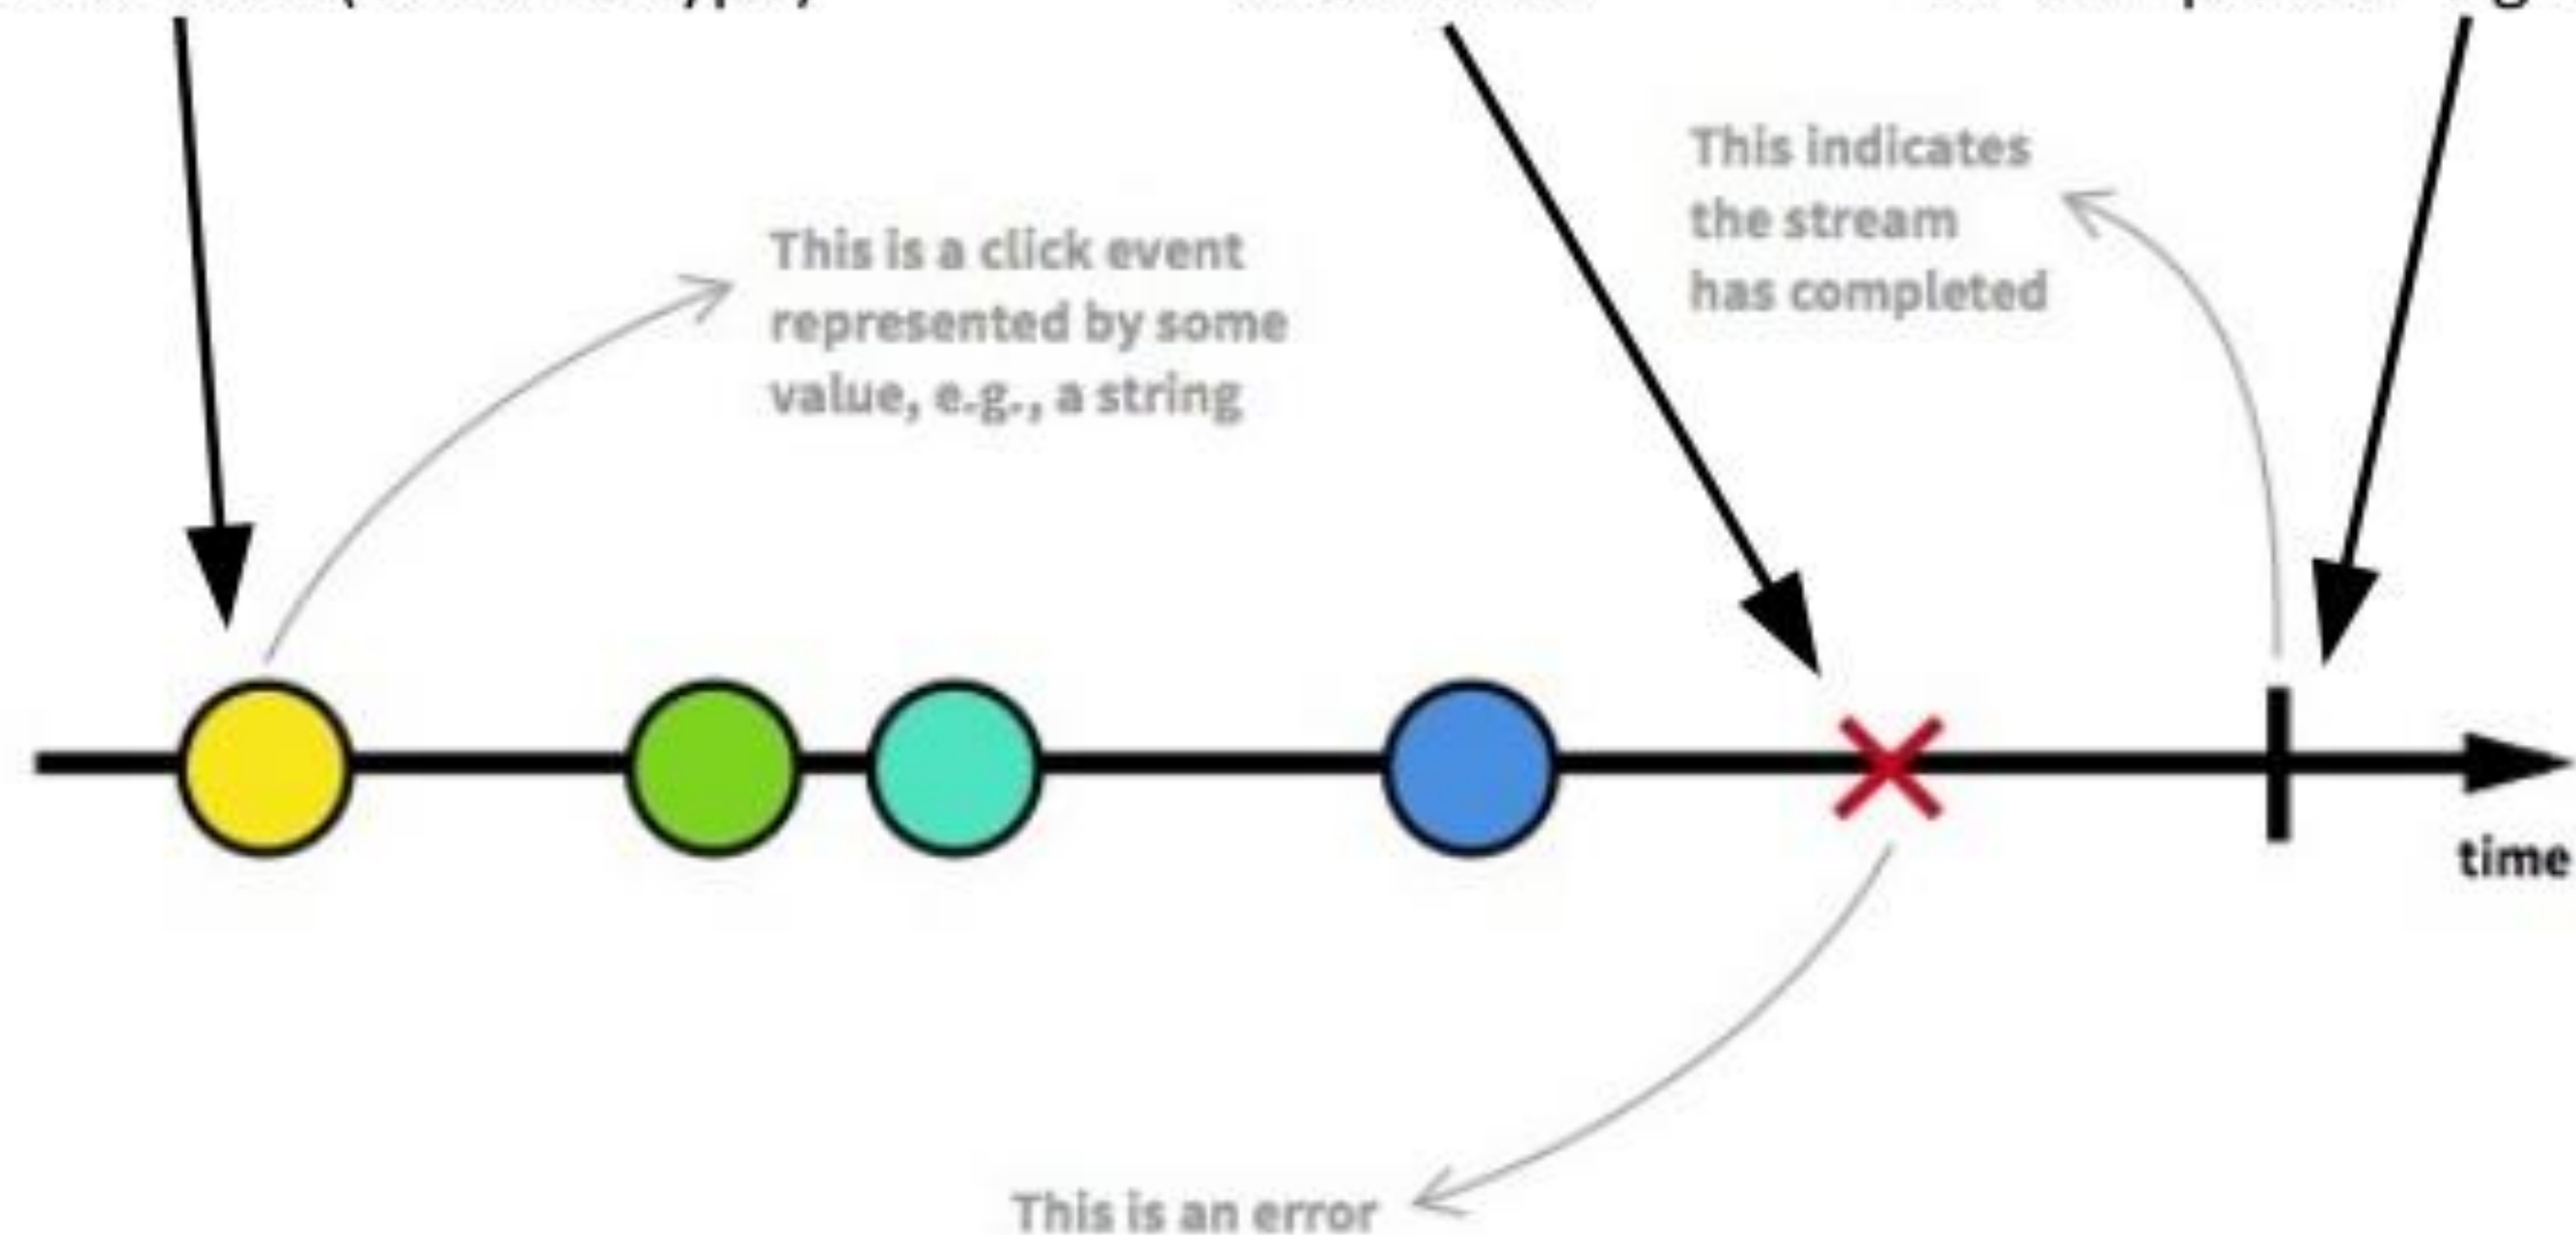 This indicates
the stream
has completed
This is a click event
represented by some
value, e.g., a string
time
This is an error